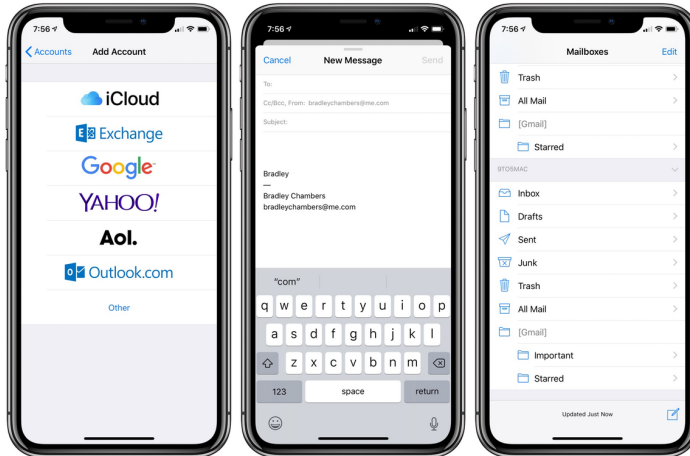 7:56
Accounts
Add Account
iCloud
Exchange
Google
YAHOO!
Aol.
Outlook.com
Other
7:56
Cancel
New Message
Send
To:
Cc/Bcc, From: bradleychambers@me.com
Subject:
Bradley
—
Bradley Chambers
bradleychambers@me.com
"com"
q w e r t y u i o p
a s d f g h j k l
z x c v b n m
123 space return
7:56
Mailboxes
Edit
Trash
All Mail
[Gmail]
Starred
9TO5MAC
Inbox
Drafts
Sent
Junk
Trash
All Mail
[Gmail]
Important
Starred
Updated Just Now